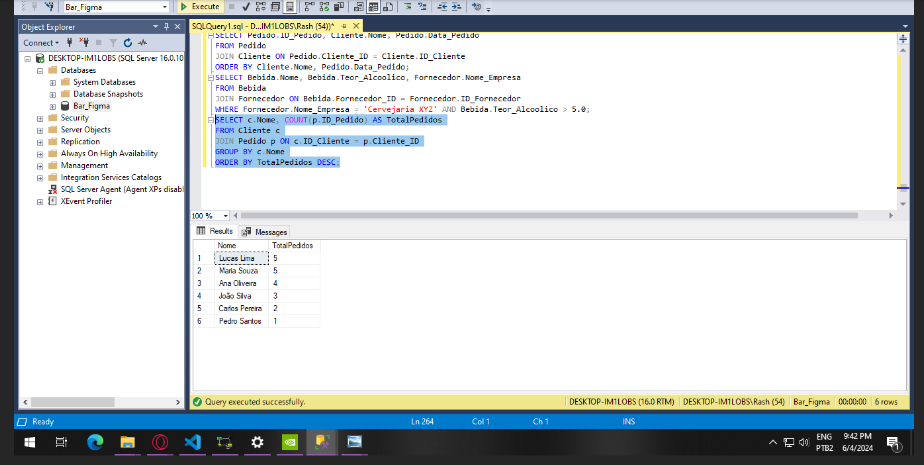 Bar_Figma
Execute
Object Explorer
SQLQuery1.sql - D...IM1LOBS\Rash (54))*
Connect
DESKTOP-IM1LOBS (SQL Server 16.0.10
Databases
System Databases
Database Snapshots
Bar_Figma
Security
Server Objects
Replication
Always On High Availability
Management
Integration Services Catalogs
SQL Server Agent (Agent XPs disabl
XEvent Profiler
SELECT Pedido.ID_Pedido, Cliente.Nome, Pedido.Data_Pedido
FROM Pedido
JOIN Cliente ON Pedido.Cliente_ID = Cliente.ID_Cliente
ORDER BY Cliente.Nome, Pedido.Data_Pedido;
SELECT Bebida.Nome, Bebida.Teor_Alcoolico, Fornecedor.Nome_Empresa
FROM Bebida
JOIN Fornecedor ON Bebida.Fornecedor_ID = Fornecedor.ID_Fornecedor
WHERE Fornecedor.Nome_Empresa = 'Cervejaria XYZ' AND Bebida.Teor_Alcoolico > 5.0;
SELECT c.Nome, COUNT(p.ID_Pedido) AS TotalPedidos
FROM Cliente c
JOIN Pedido p ON c.ID_Cliente = p.Cliente_ID
GROUP BY c.Nome
ORDER BY TotalPedidos DESC;
100 %
Results Messages
Nome TotalPedidos
1 Lucas Lima 5
2 Maria Souza 5
3 Ana Oliveira 4
4 João Silva 3
5 Carlos Pereira 2
6 Pedro Santos 1
Query executed successfully. DESKTOP-IM1LOBS (16.0 RTM) DESKTOP-IM1LOBS\Rash (54) Bar_Figma 00:00:00 6 rows
Ready Ln 264 Col 1 Ch 1 INS
ENG 9:42 PM
PTB2 6/4/2024
1